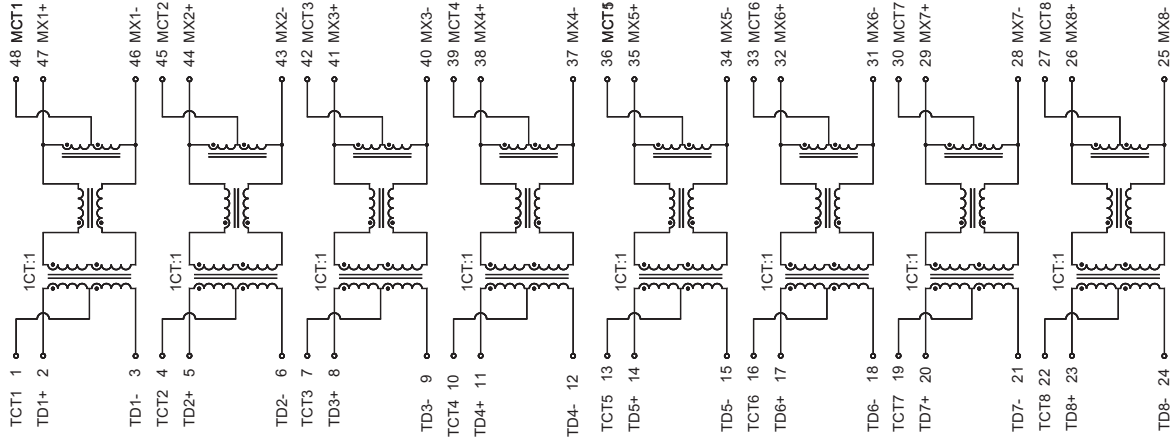 48 MCT1
47 MX1+
46 MX1-
45 MCT2
44 MX2+
43 MX2-
42 MCT3
41 MX3+
40 MX3-
39 MCT4
38 MX4+
37 MX4-
36 MCT5
35 MX5+
34 MX5-
33 MCT6
32 MX6+
31 MX6-
30 MCT7
29 MX7+
28 MX7-
27 MCT8
26 MX8+
25 MX8-
1CT:1
1CT:1
1CT:1
1CT:1
1CT:1
1CT:1
1CT:1
1CT:1
TCT1 1
TD1+ 2
TD1- 3
TCT2 4
TD2+ 5
TD2- 6
TCT3 7
TD3+ 8
TD3- 9
TCT4 10
TD4+ 11
TD4- 12
TCT5 13
TD5+ 14
TD5- 15
TCT6 16
TD6+ 17
TD6- 18
TCT7 19
TD7+ 20
TD7- 21
TCT8 22
TD8+ 23
TD8- 24